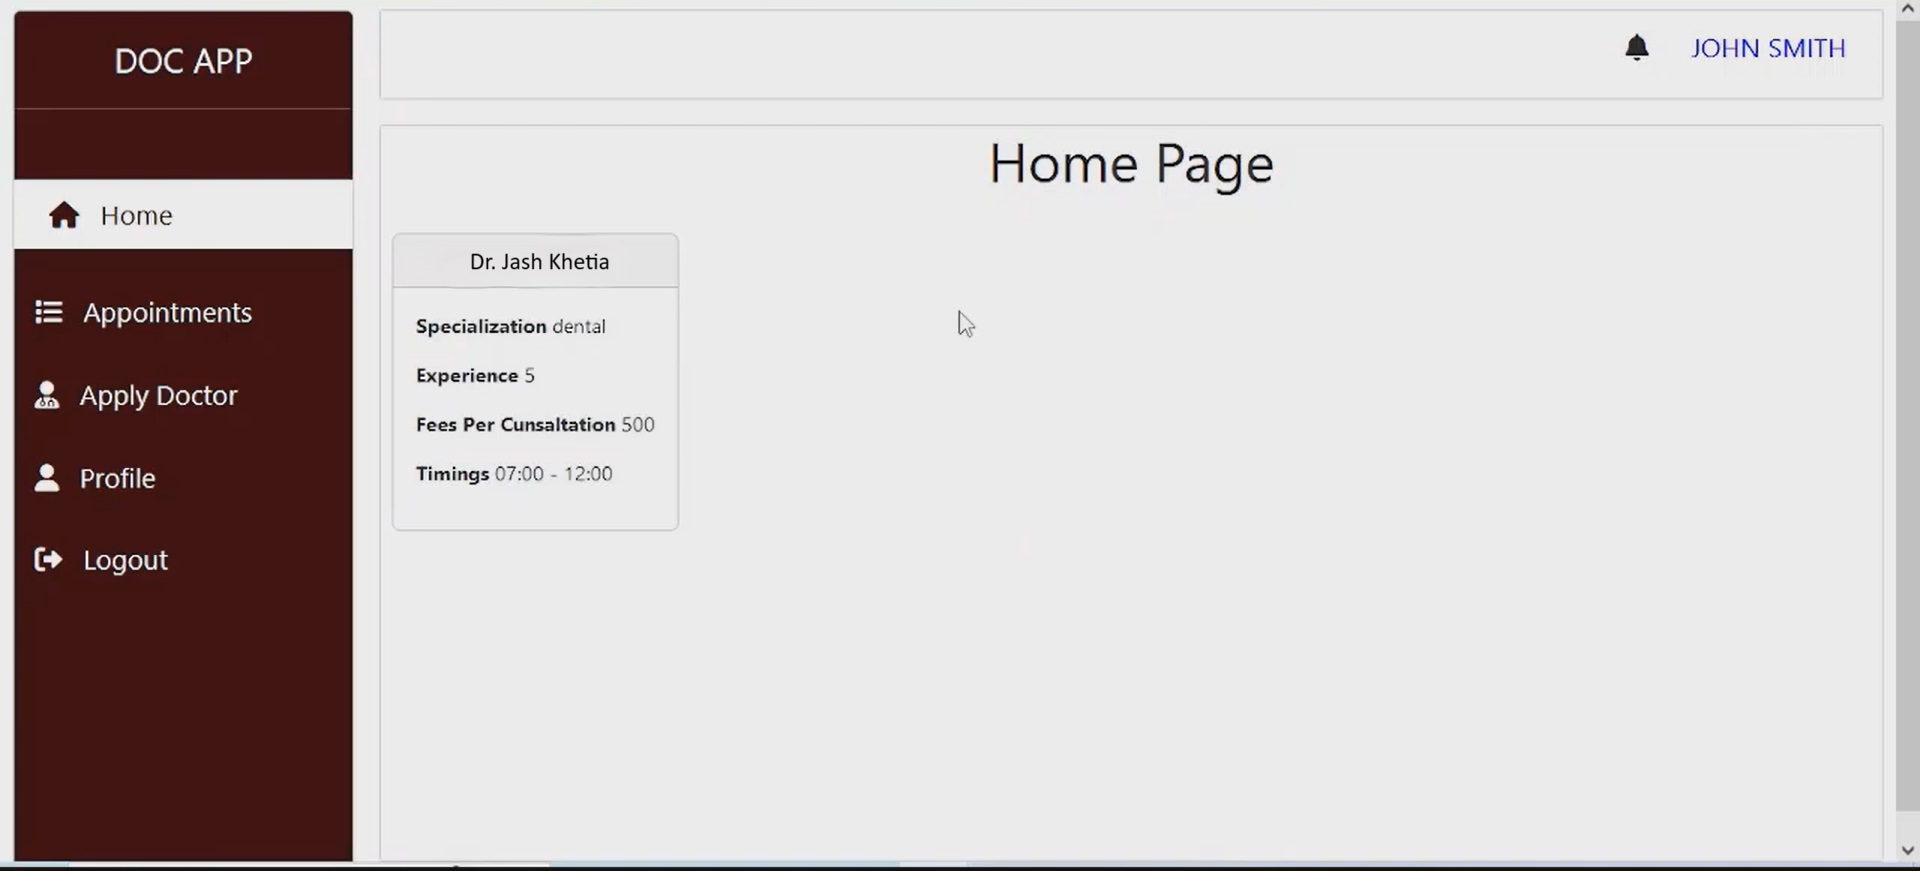 DOC APP
JOHN SMITH
Home Page
Home
Appointments
Apply Doctor
Profile
Logout
Dr. Jash Khetia
Specialization dental
Experience 5
Fees Per Cunsaltation 500
Timings 07:00 - 12:00